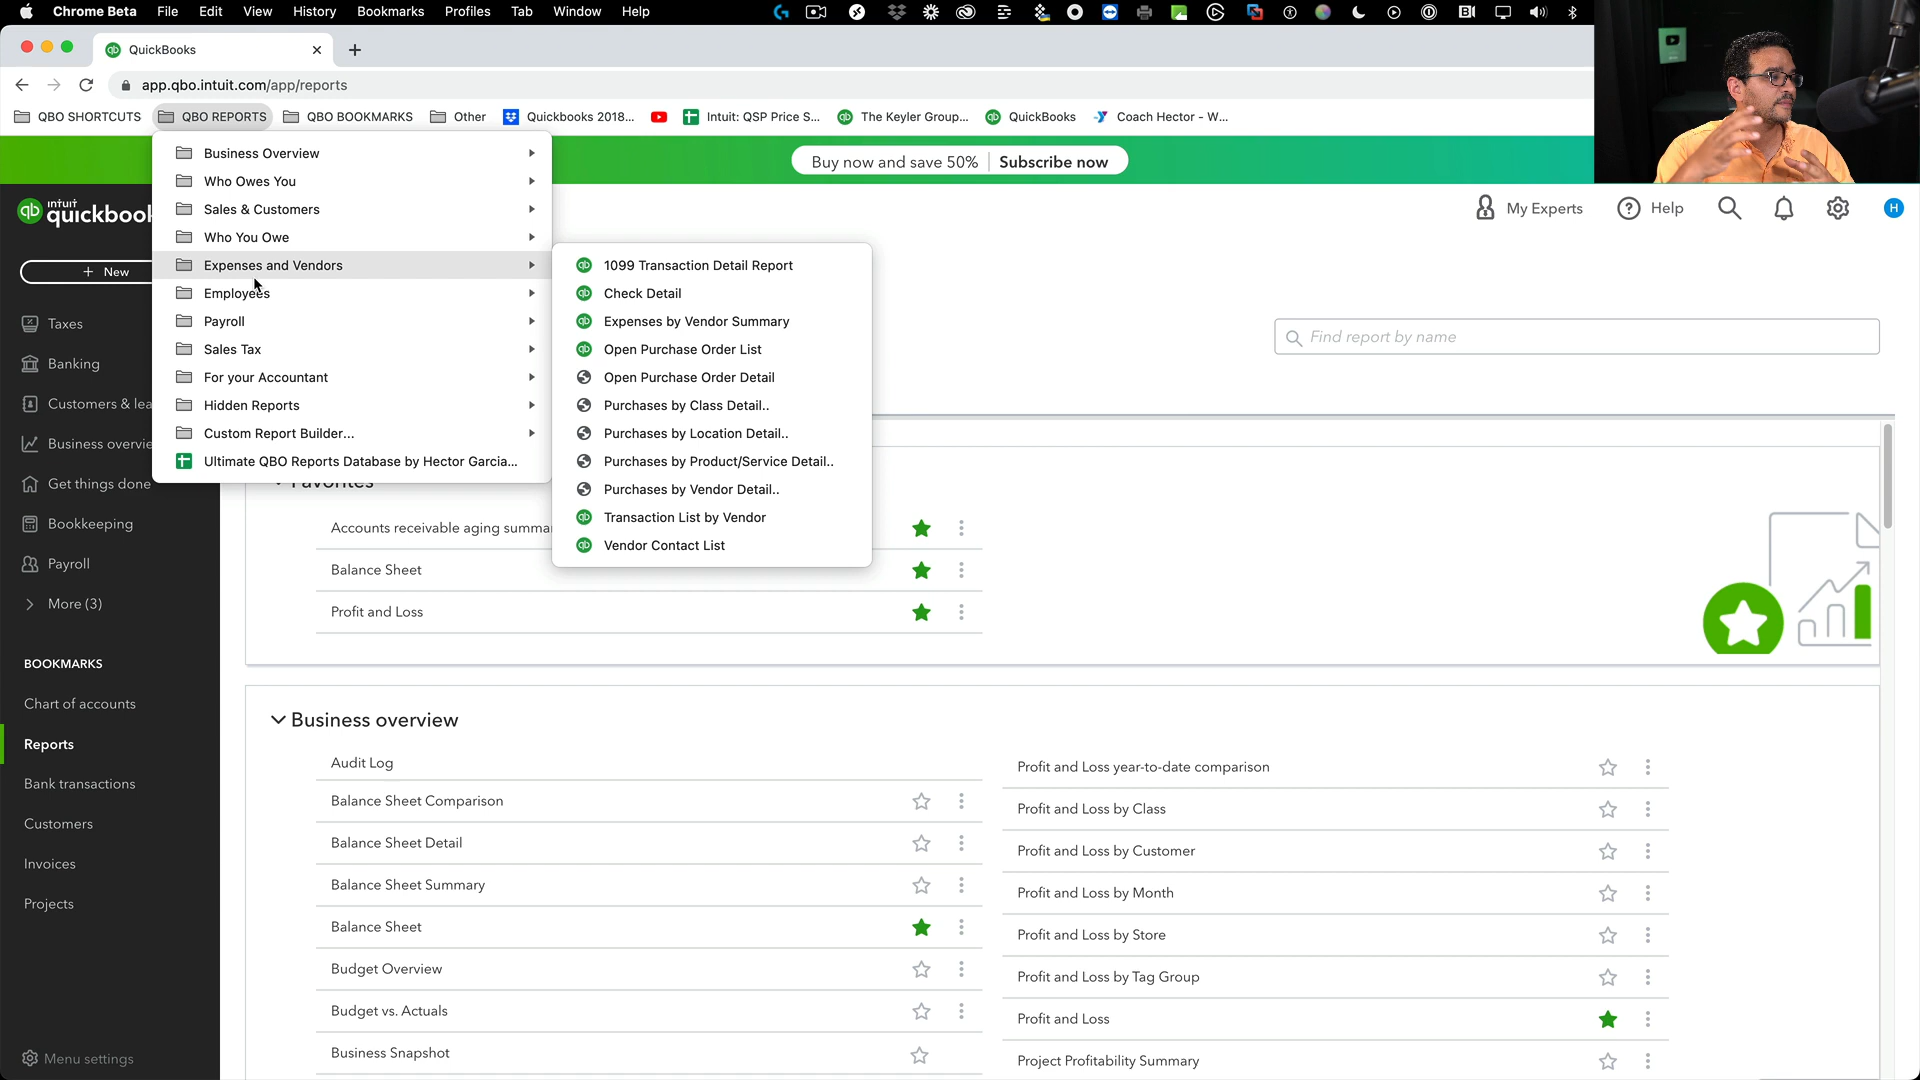 Chrome Beta File Edit View History Bookmarks Profiles Tab Window Help
QuickBooks
app.qbo.intuit.com/app/reports
QBO SHORTCUTS QBO REPORTS QBO BOOKMARKS Other Quickbooks 2018... Intuit: QSP Price S... The Keyler Group... QuickBooks Coach Hector - W...
Buy now and save 50% Subscribe now
intuit
quickboo
My Experts Help H
+ New
Taxes
Banking
Customers & lea
Business overvie
Get things done
Bookkeeping
Payroll
More (3)
BOOKMARKS
Chart of accounts
Reports
Bank transactions
Customers
Invoices
Projects
Menu settings
Business Overview
Who Owes You
Sales & Customers
Who You Owe
Expenses and Vendors
Employees
Payroll
Sales Tax
For your Accountant
Hidden Reports
Custom Report Builder...
Ultimate QBO Reports Database by Hector Garcia...
1099 Transaction Detail Report
Check Detail
Expenses by Vendor Summary
Open Purchase Order List
Open Purchase Order Detail
Purchases by Class Detail..
Purchases by Location Detail..
Purchases by Product/Service Detail..
Purchases by Vendor Detail..
Transaction List by Vendor
Vendor Contact List
Find report by name
Favorites
Accounts receivable aging summa
Balance Sheet
Profit and Loss
Business overview
Audit Log
Balance Sheet Comparison
Balance Sheet Detail
Balance Sheet Summary
Balance Sheet
Budget Overview
Budget vs. Actuals
Business Snapshot
Profit and Loss year-to-date comparison
Profit and Loss by Class
Profit and Loss by Customer
Profit and Loss by Month
Profit and Loss by Store
Profit and Loss by Tag Group
Profit and Loss
Project Profitability Summary